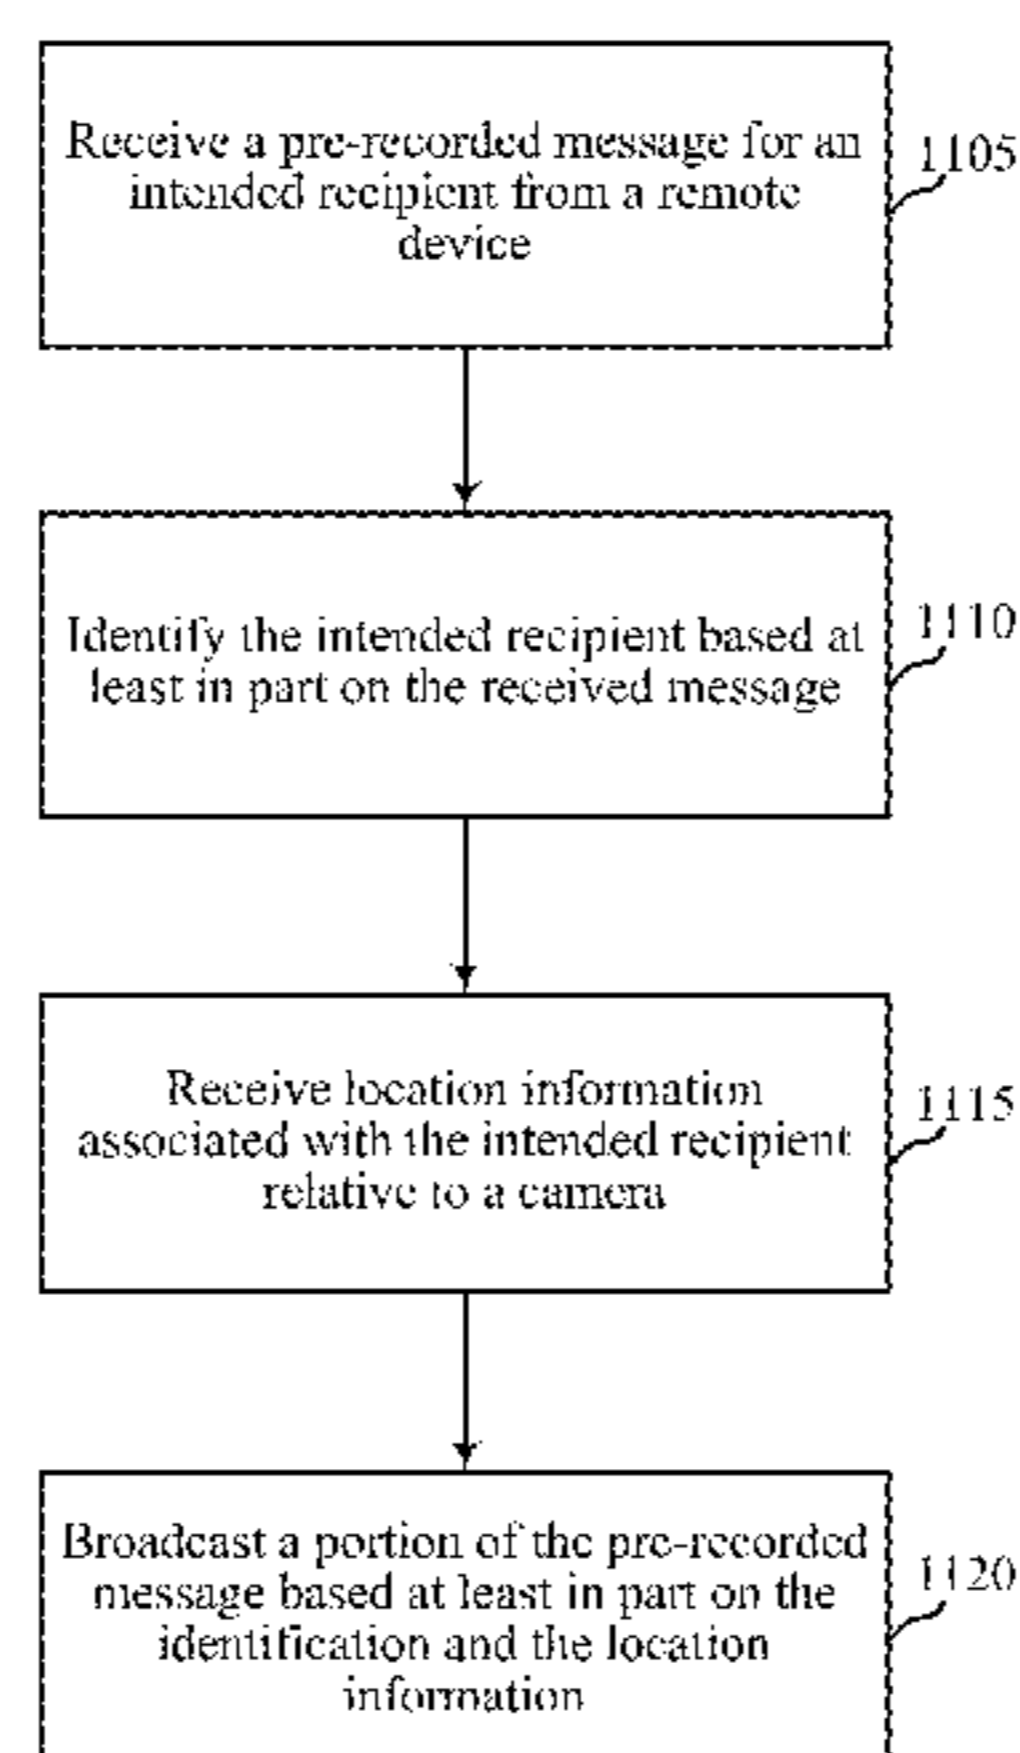 Receive a pre-recorded message for an
intended recipient from a remote
device
1105
Identify the intended recipient based at
least in part on the received message
1110
Receive location information
associated with the intended recipient
relative to a camera
1115
Broadcast a portion of the pre-recorded
message based at least in part on the
identification and the location
information
1120